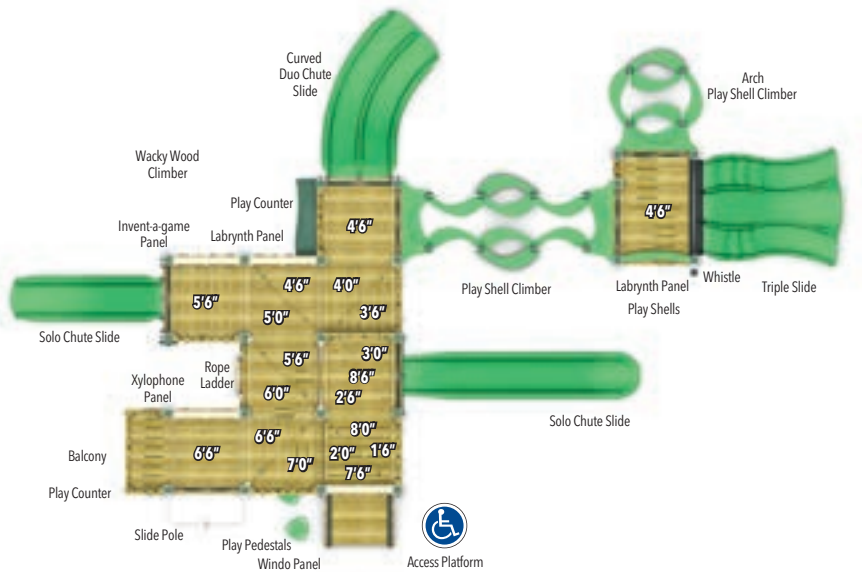 Curved
Duo Chute
Slide
Arch
Play Shell Climber
Wacky Wood
Climber
Play Counter
4'6"
4'6"
Invent-a-game
Panel
Labrynth Panel
4'6"
4'0"
5'6"
5'0"
3'6"
Play Shell Climber
Labrynth Panel
Whistle
Triple Slide
Play Shells
Solo Chute Slide
5'6"
3'0"
Rope
Ladder
8'6"
6'0"
2'6"
Xylophone
Panel
Solo Chute Slide
Balcony
6'6"
6'6"
8'0"
7'0"
2'0"
1'6"
7'6"
Play Counter
Slide Pole
Play Pedestals
Windo Panel
Access Platform